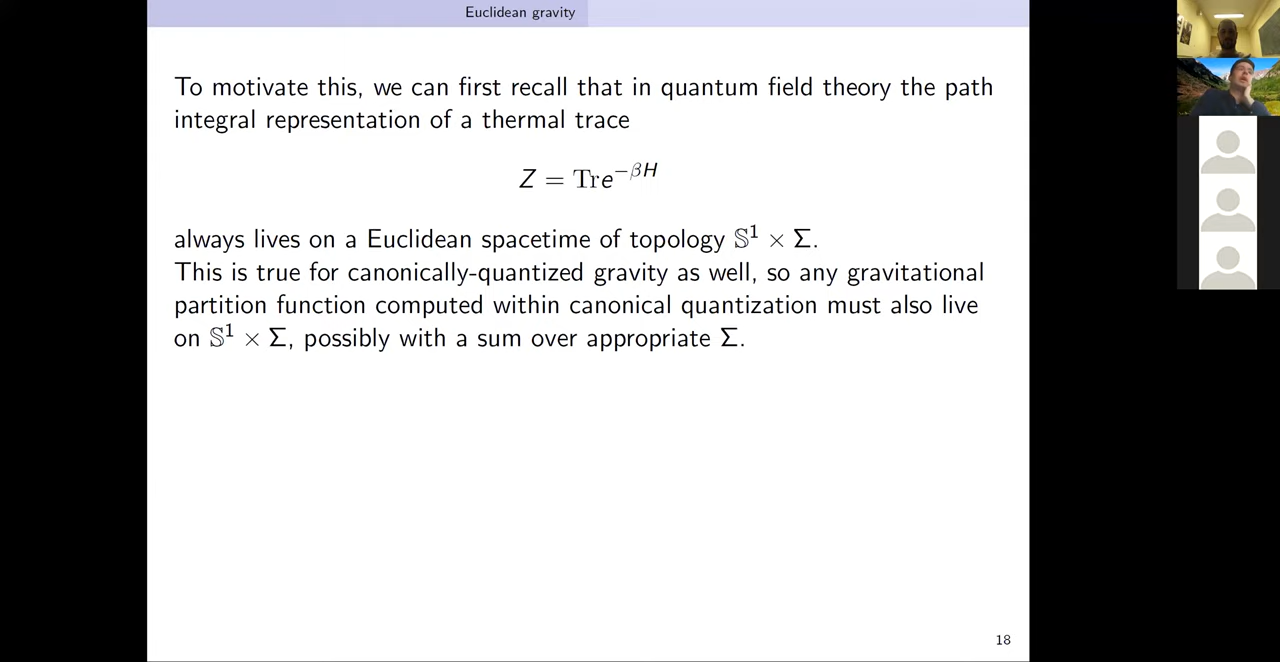 Euclidean gravity
To motivate this, we can first recall that in quantum field theory the path
integral representation of a thermal trace
Z = Tre^{−βH}
always lives on a Euclidean spacetime of topology 𝕊¹ × Σ.
This is true for canonically-quantized gravity as well, so any gravitational
partition function computed within canonical quantization must also live
on 𝕊¹ × Σ, possibly with a sum over appropriate Σ.
18